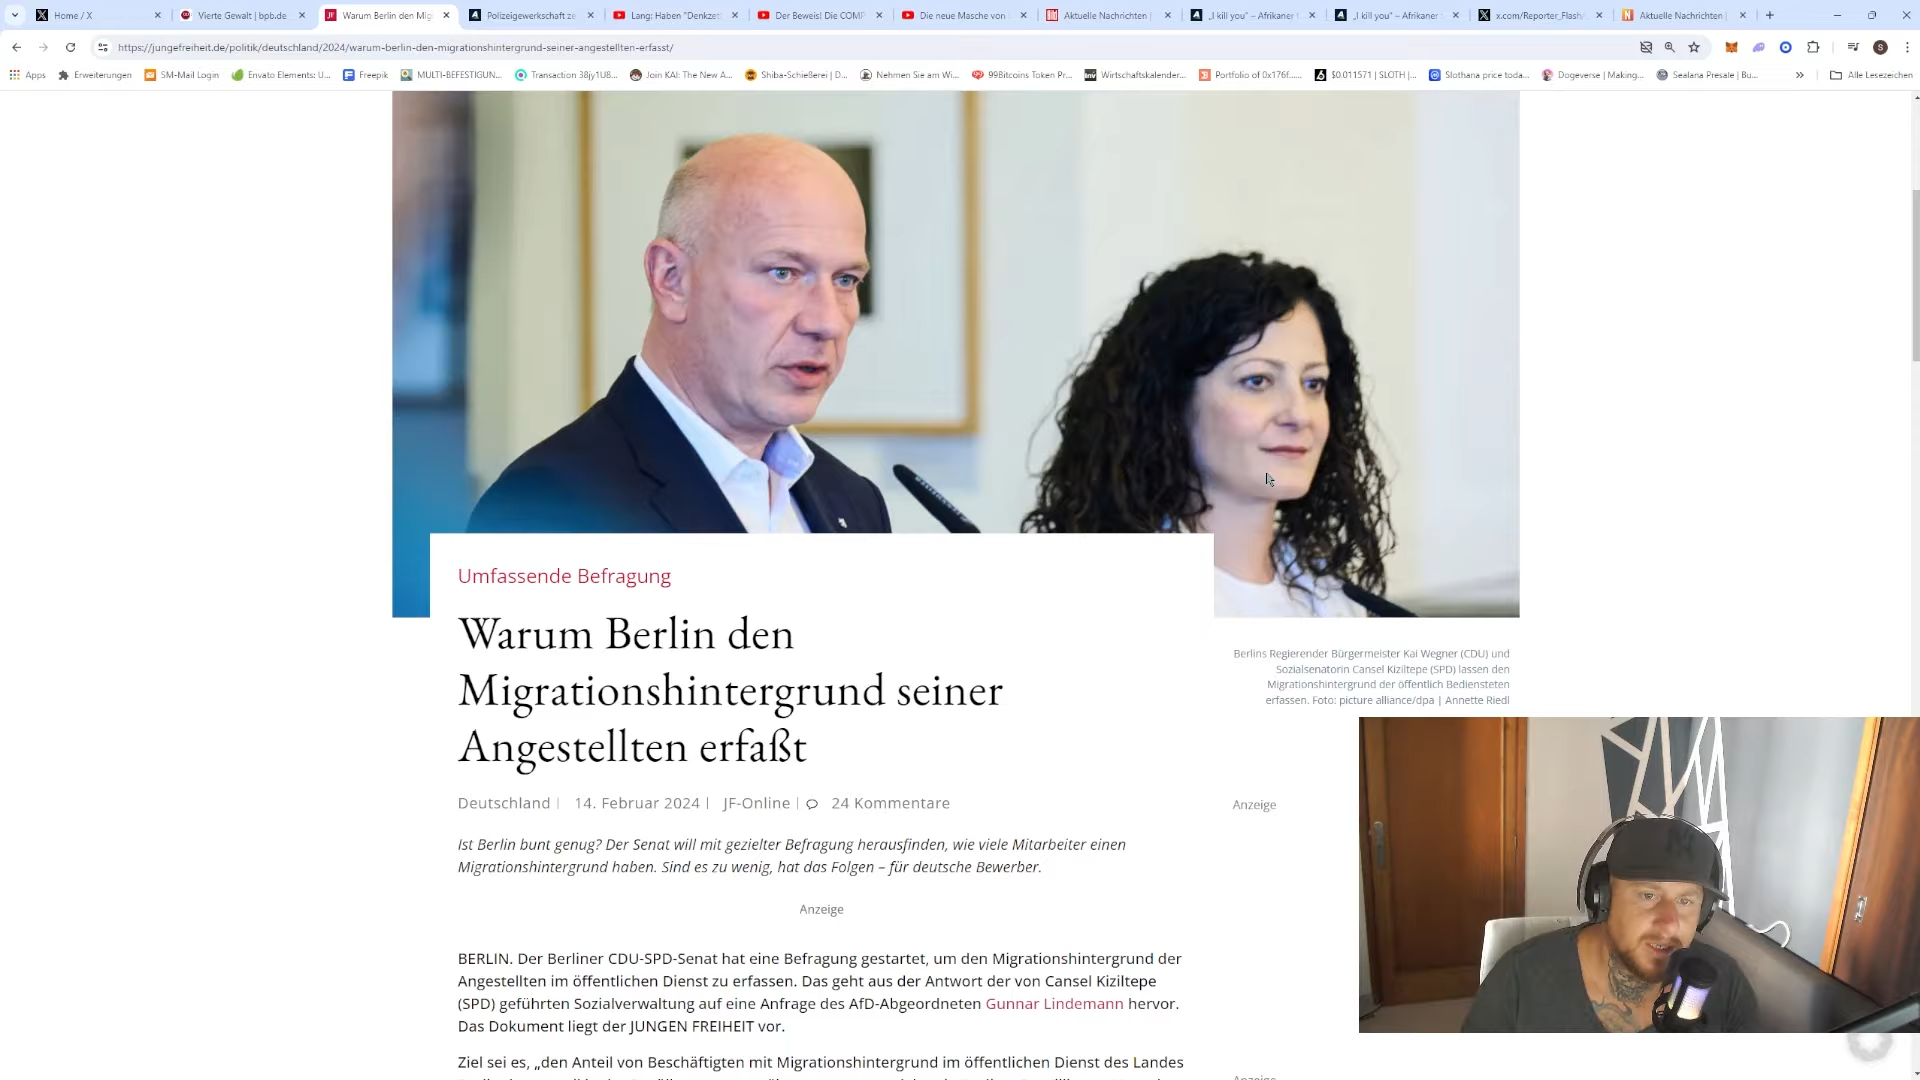 Home / X
Vierte Gewalt | bpb.de
Warum Berlin den Mig
Polizeigewerkschaft ze
Lang: Haben "Denkzet
Der Beweis! Die COMP
Die neue Masche von
Aktuelle Nachrichten |
„I kill you" – Afrikaner
„I kill you" – Afrikaner
x.com/Reporter_Flash/
Aktuelle Nachrichten |
https://jungefreiheit.de/politik/deutschland/2024/warum-berlin-den-migrationshintergrund-seiner-angestellten-erfasst/
S
Apps
Erweiterungen
SM-Mail Login
Envato Elements: U...
Freepik
MULTI-BEFESTIGUN...
Transaction 38jy1U8...
Join KAI: The New A...
Shiba-Schießerei | D...
Nehmen Sie am Wi...
99Bitcoins Token Pr...
Wirtschaftskalender...
Portfolio of 0x176f......
$0.011571 | SLOTH |...
Slothana price toda...
Dogeverse | Making...
Sealana Presale | Bu...
Alle Lesezeichen
Umfassende Befragung
Warum Berlin den
Migrationshintergrund seiner
Angestellten erfaßt
Deutschland | 14. Februar 2024 | JF-Online | 24 Kommentare
Berlins Regierender Bürgermeister Kai Wegner (CDU) und
Sozialsenatorin Cansel Kiziltepe (SPD) lassen den
Migrationshintergrund der öffentlich Bediensteten
erfassen. Foto: picture alliance/dpa | Annette Riedl
Anzeige
Ist Berlin bunt genug? Der Senat will mit gezielter Befragung herausfinden, wie viele Mitarbeiter einen
Migrationshintergrund haben. Sind es zu wenig, hat das Folgen – für deutsche Bewerber.
Anzeige
BERLIN. Der Berliner CDU-SPD-Senat hat eine Befragung gestartet, um den Migrationshintergrund der
Angestellten im öffentlichen Dienst zu erfassen. Das geht aus der Antwort der von Cansel Kiziltepe
(SPD) geführten Sozialverwaltung auf eine Anfrage des AfD-Abgeordneten Gunnar Lindemann hervor.
Das Dokument liegt der JUNGEN FREIHEIT vor.
Ziel sei es, „den Anteil von Beschäftigten mit Migrationshintergrund im öffentlichen Dienst des Landes